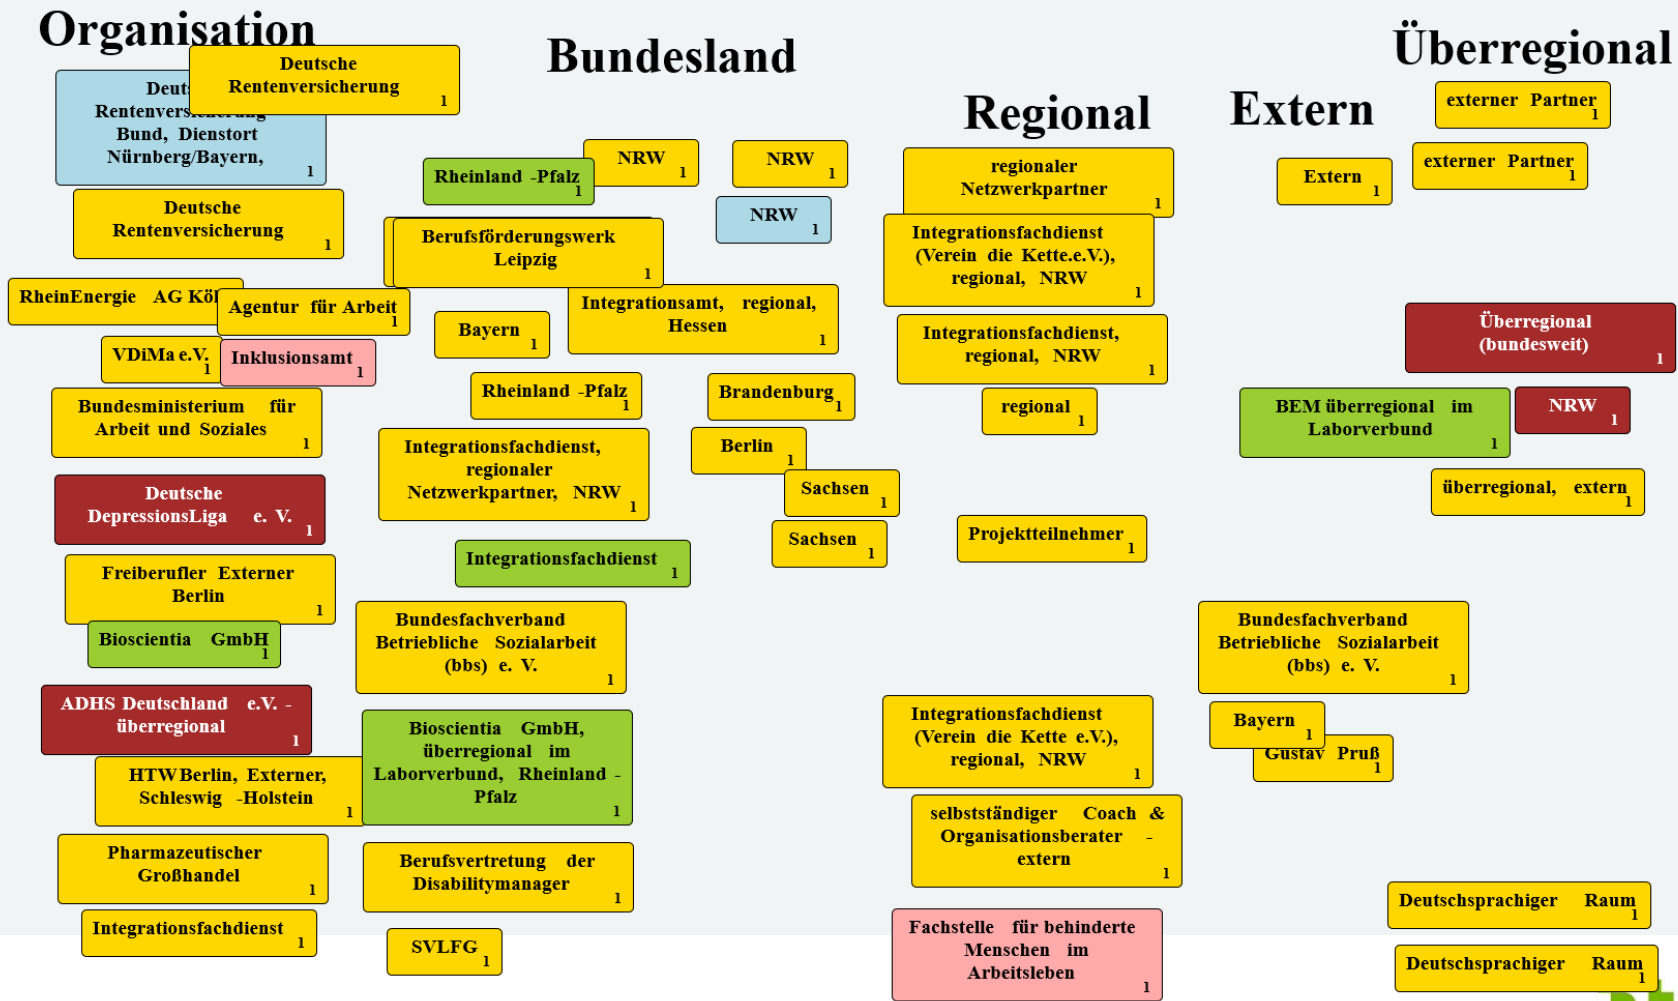 Organisation
Bundesland
Regional
Extern
Überregional
Deutsche
Rentenversicherung
1
Rentenversicherung
Bund, Dienstort
Nürnberg/Bayern,
1
Deutsche
Rentenversicherung
1
RheinEnergie AG
Agentur für Arbeit
1
VDiMa e.V.
1
Inklusionsamt
1
Bundesministerium für
Arbeit und Soziales
1
Deutsche
DepressionsLiga e. V.
1
Freiberufler Externer
Berlin
1
Bioscientia GmbH
1
ADHS Deutschland e.V. -
überregional
1
HTW Berlin, Externer,
Schleswig -Holstein
1
Pharmazeutischer
Großhandel
1
Integrationsfachdienst
1
Rheinland -Pfalz
1
NRW
1
NRW
1
NRW
1
Berufsförderungswerk
Leipzig
1
Integrationsamt, regional,
Hessen
1
Bayern
1
Rheinland -Pfalz
1
Brandenburg
1
Integrationsfachdienst,
regionaler
Netzwerkpartner, NRW
1
Berlin
1
Sachsen
1
Sachsen
1
Integrationsfachdienst
1
Bundesfachverband
Betriebliche Sozialarbeit
(bbs) e. V.
1
Bioscientia GmbH,
überregional im
Laborverbund, Rheinland -
Pfalz
1
Berufsvertretung der
Disabilitymanager
1
SVLFG
1
regionaler
Netzwerkpartner
1
Integrationsfachdienst
(Verein die Kette.e.V.),
regional, NRW
1
Integrationsfachdienst,
regional, NRW
1
regional
1
Projektteilnehmer
1
Integrationsfachdienst
(Verein die Kette e.V.),
regional, NRW
1
selbstständiger Coach &
Organisationsberater -
extern
1
Fachstelle für behinderte
Menschen im
Arbeitsleben
1
Extern
1
BEM überregional im
Laborverbund
1
Bundesfachverband
Betriebliche Sozialarbeit
(bbs) e. V.
1
Bayern
1
Gustav Pruß
1
externer Partner
1
externer Partner
1
Überregional
(bundesweit)
1
NRW
1
überregional, extern
1
Deutschsprachiger Raum
1
Deutschsprachiger Raum
1